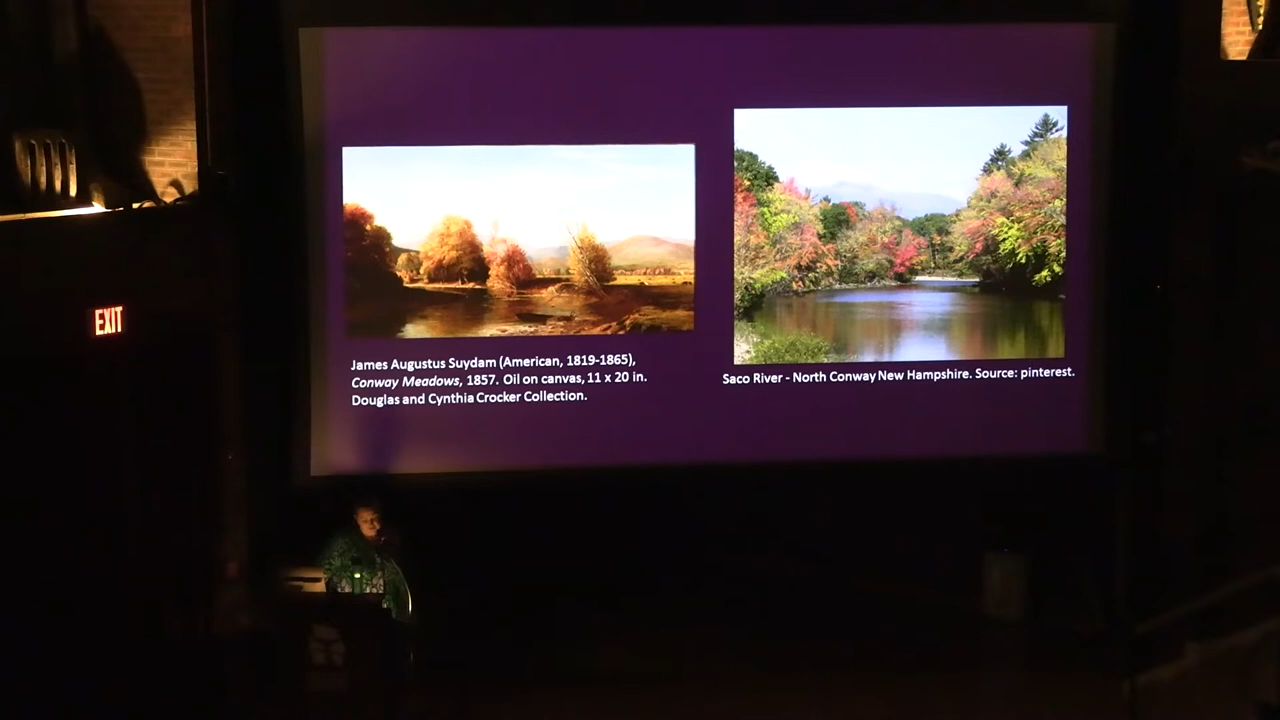 EXIT
James Augustus Suydam (American, 1819-1865),
Conway Meadows, 1857. Oil on canvas, 11 x 20 in.
Douglas and Cynthia Crocker Collection.
Saco River - North Conway New Hampshire. Source: pinterest.